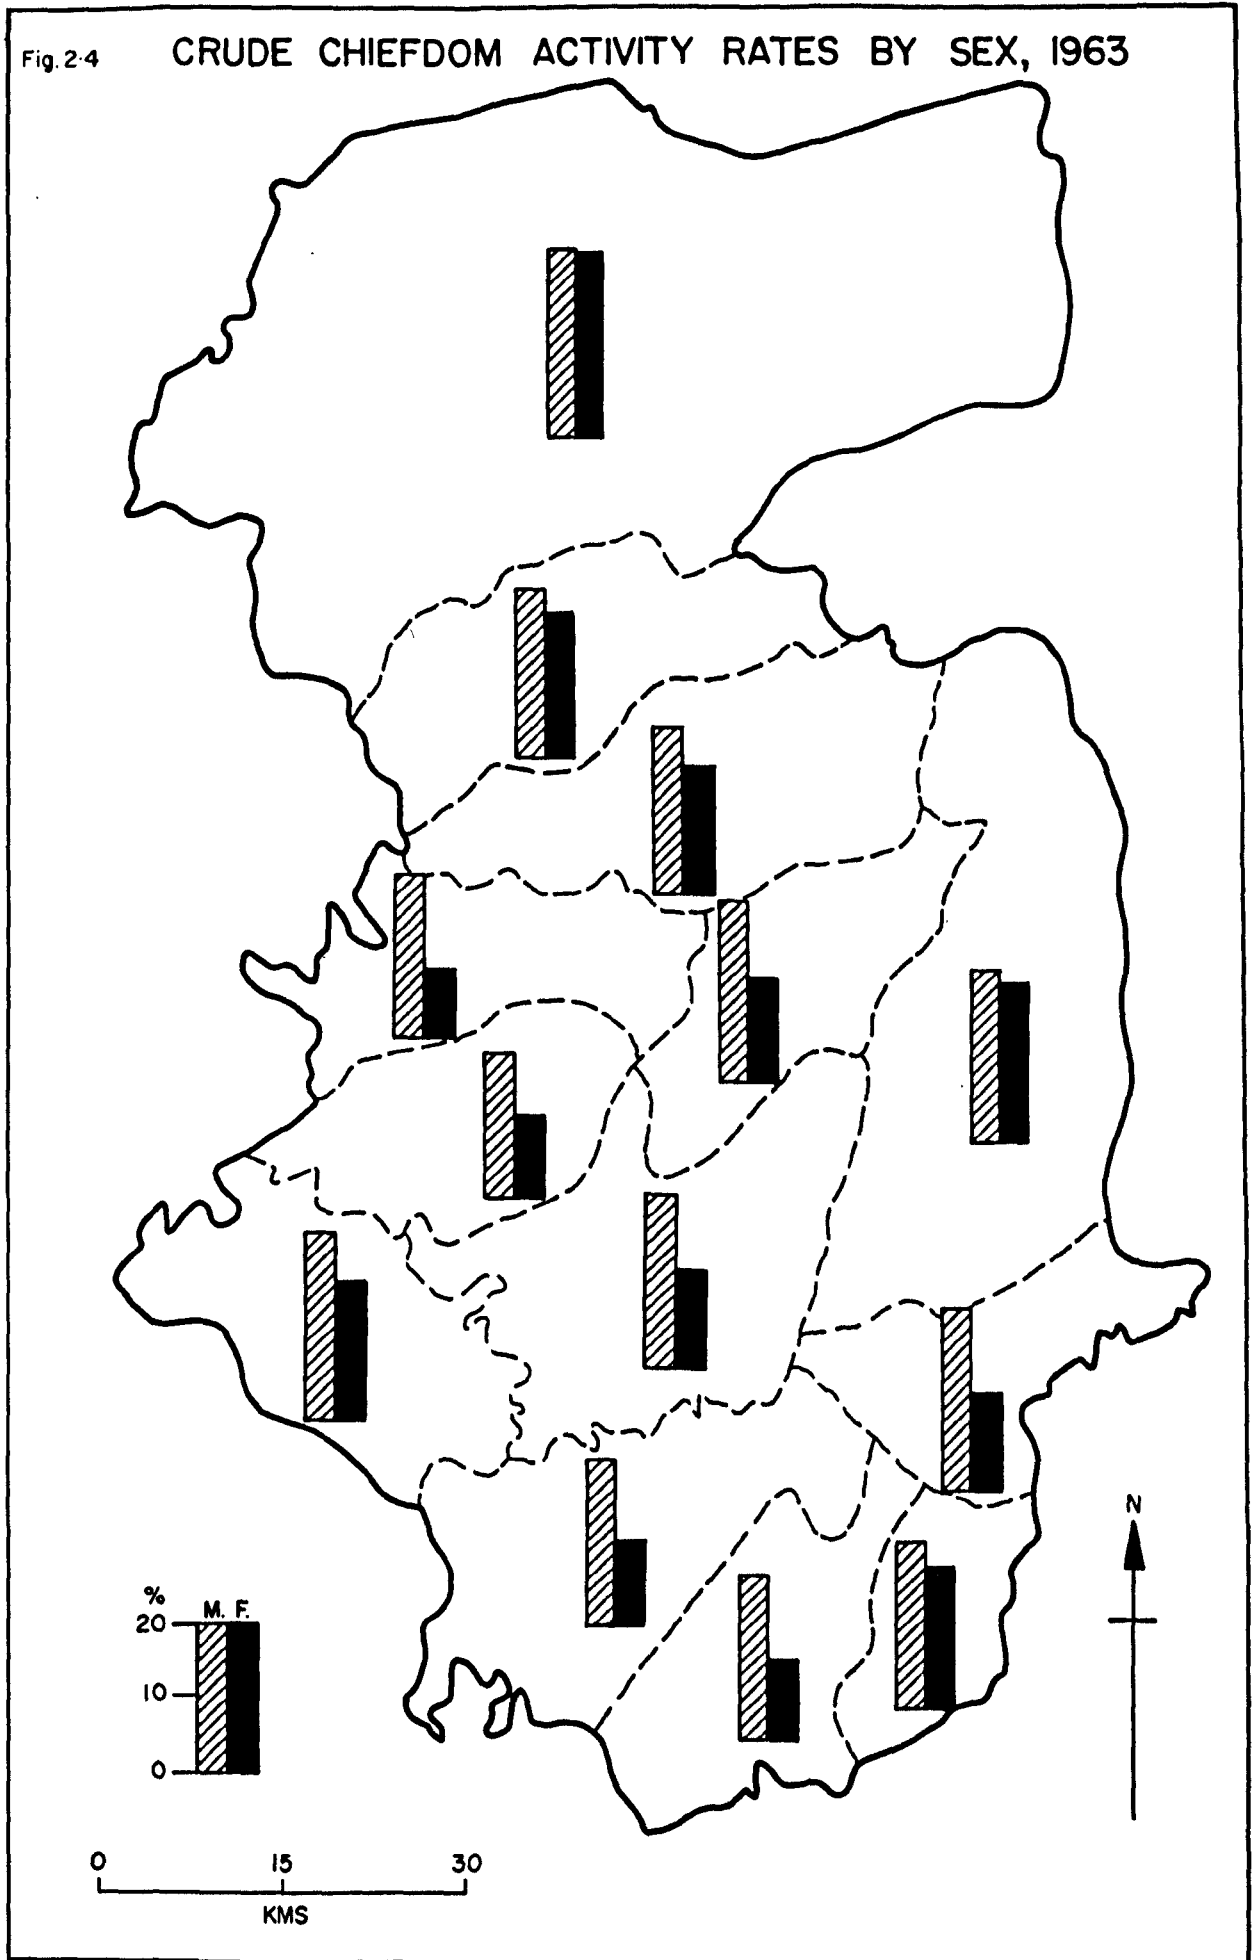 Fig. 2·4 CRUDE CHIEFDOM ACTIVITY RATES BY SEX, 1963
N
%
M. F.
20
10
0
0 15 30
KMS